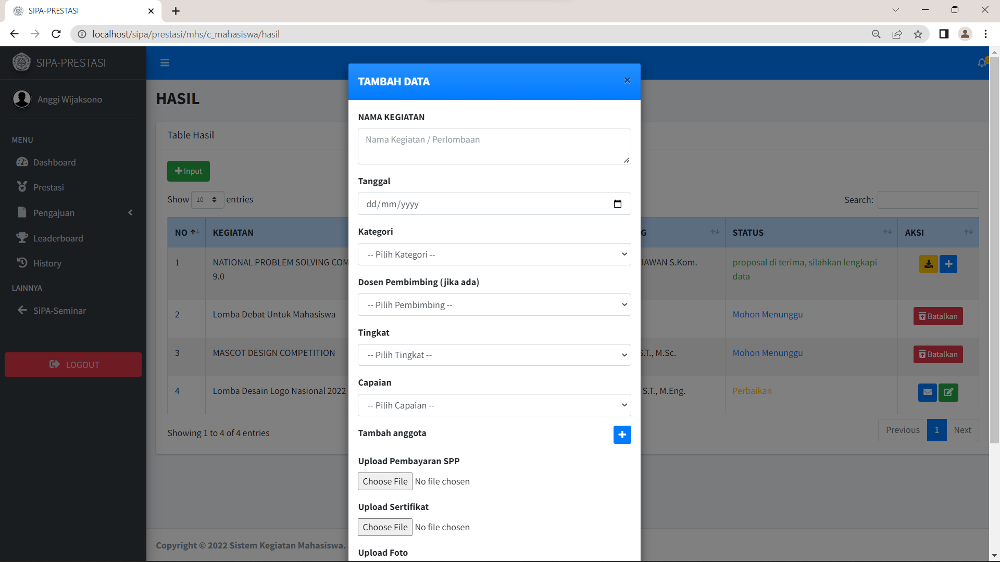 SIPA-PRESTASI
localhost/sipa/prestasi/mhs/c_mahasiswa/hasil
SIPA-PRESTASI
Anggi Wijaksono
MENU
Dashboard
Prestasi
Pengajuan
Leaderboard
History
LAINNYA
SiPA-Seminar
LOGOUT
HASIL
Table Hasil
Input
Show 10 entries
Search:
NO KEGIATAN G STATUS AKSI
1 NATIONAL PROBLEM SOLVING COM IAWAN S.Kom. proposal di terima, silahkan lengkapi
9.0 data
2 Lomba Debat Untuk Mahasiswa Mohon Menunggu Batalkan
3 MASCOT DESIGN COMPETITION S.T., M.Sc. Mohon Menunggu Batalkan
4 Lomba Desain Logo Nasional 2022 S.T., M.Eng. Perbaikan
Showing 1 to 4 of 4 entries
Previous 1 Next
Copyright © 2022 Sistem Kegiatan Mahasiswa.
TAMBAH DATA
×
NAMA KEGIATAN
Nama Kegiatan / Perlombaan
Tanggal
dd/mm/yyyy
Kategori
-- Pilih Kategori --
Dosen Pembimbing (jika ada)
-- Pilih Pembimbing --
Tingkat
-- Pilih Tingkat --
Capaian
-- Pilih Capaian --
Tambah anggota
Upload Pembayaran SPP
Choose File No file chosen
Upload Sertifikat
Choose File No file chosen
Upload Foto